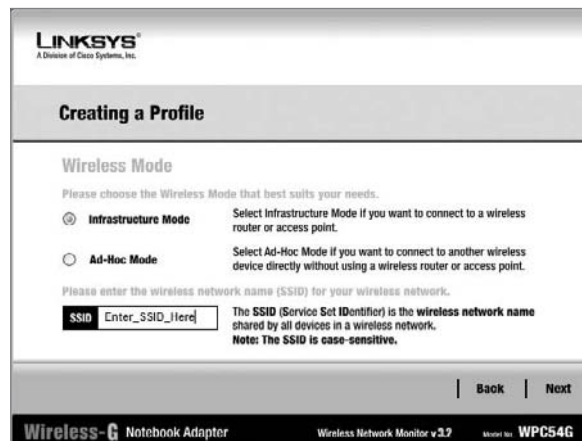 LINKSYS®
A Division of Cisco Systems, Inc.
Creating a Profile
Wireless Mode
Please choose the Wireless Mode that best suits your needs.
Infrastructure Mode
Select Infrastructure Mode if you want to connect to a wireless
router or access point.
Ad-Hoc Mode
Select Ad-Hoc Mode if you want to connect to another wireless
device directly without using a wireless router or access point.
Please enter the wireless network name (SSID) for your wireless network.
SSID Enter_SSID_Here
The SSID (Service Set IDentifier) is the wireless network name
shared by all devices in a wireless network.
Note: The SSID is case-sensitive.
Back Next
Wireless-G Notebook Adapter Wireless Network Monitor v 3.2 Model No. WPC54G